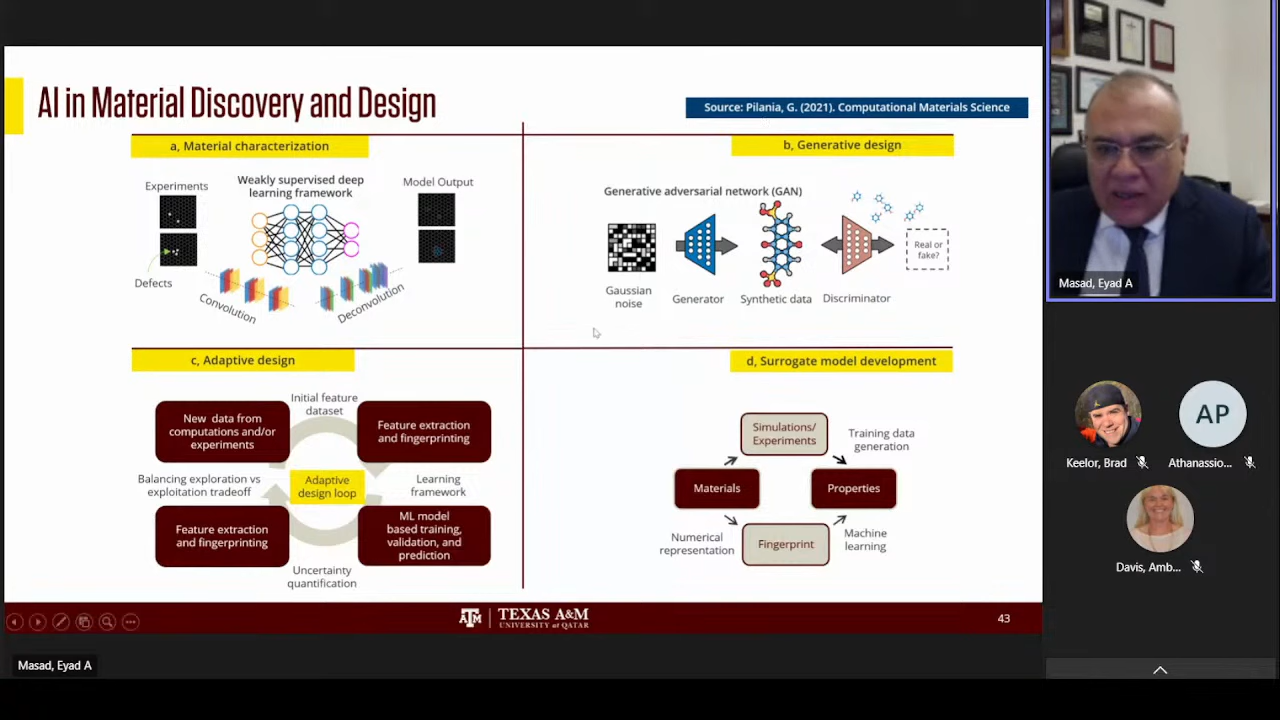 AI in Material Discovery and Design
Source: Pilania, G. (2021). Computational Materials Science
a, Material characterization
Experiments
Weakly supervised deep
learning framework
Model Output
Defects
Convolution
Deconvolution
b, Generative design
Generative adversarial network (GAN)
Gaussian
noise
Generator
Synthetic data
Discriminator
Real or
fake?
c, Adaptive design
Initial feature
dataset
New data from
computations and/or
experiments
Feature extraction
and fingerprinting
Balancing exploration vs
exploitation tradeoff
Adaptive
design loop
Learning
framework
Feature extraction
and fingerprinting
ML model
based training,
validation, and
prediction
Uncertainty
quantification
d, Surrogate model development
Simulations/
Experiments
Training data
generation
Materials
Properties
Numerical
representation
Fingerprint
Machine
learning
ATM
TEXAS A&M
UNIVERSITY at QATAR
43
Masad, Eyad A
Masad, Eyad A
AP
Keelor, Brad
Athanassio...
Davis, Amb...